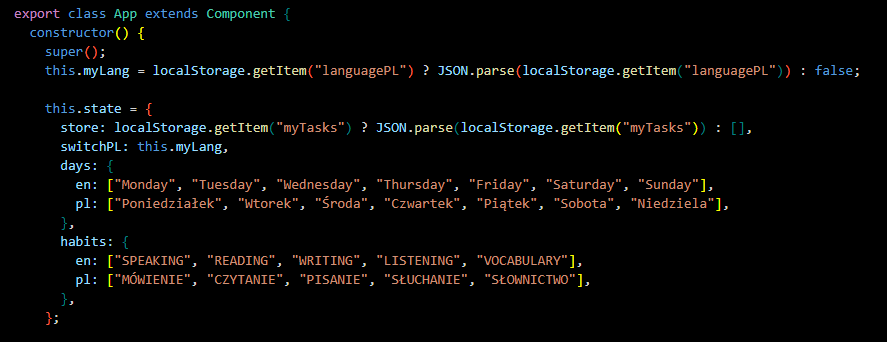 export class App extends Component {
constructor() {
super();
this.myLang = localStorage.getItem("languagePL") ? JSON.parse(localStorage.getItem("languagePL")) : false;
this.state = {
store: localStorage.getItem("myTasks") ? JSON.parse(localStorage.getItem("myTasks")) : [],
switchPL: this.myLang,
days: {
en: ["Monday", "Tuesday", "Wednesday", "Thursday", "Friday", "Saturday", "Sunday"],
pl: ["Poniedziałek", "Wtorek", "Środa", "Czwartek", "Piątek", "Sobota", "Niedziela"],
},
habits: {
en: ["SPEAKING", "READING", "WRITING", "LISTENING", "VOCABULARY"],
pl: ["MÓWIENIE", "CZYTANIE", "PISANIE", "SŁUCHANIE", "SŁOWNICTWO"],
},
};